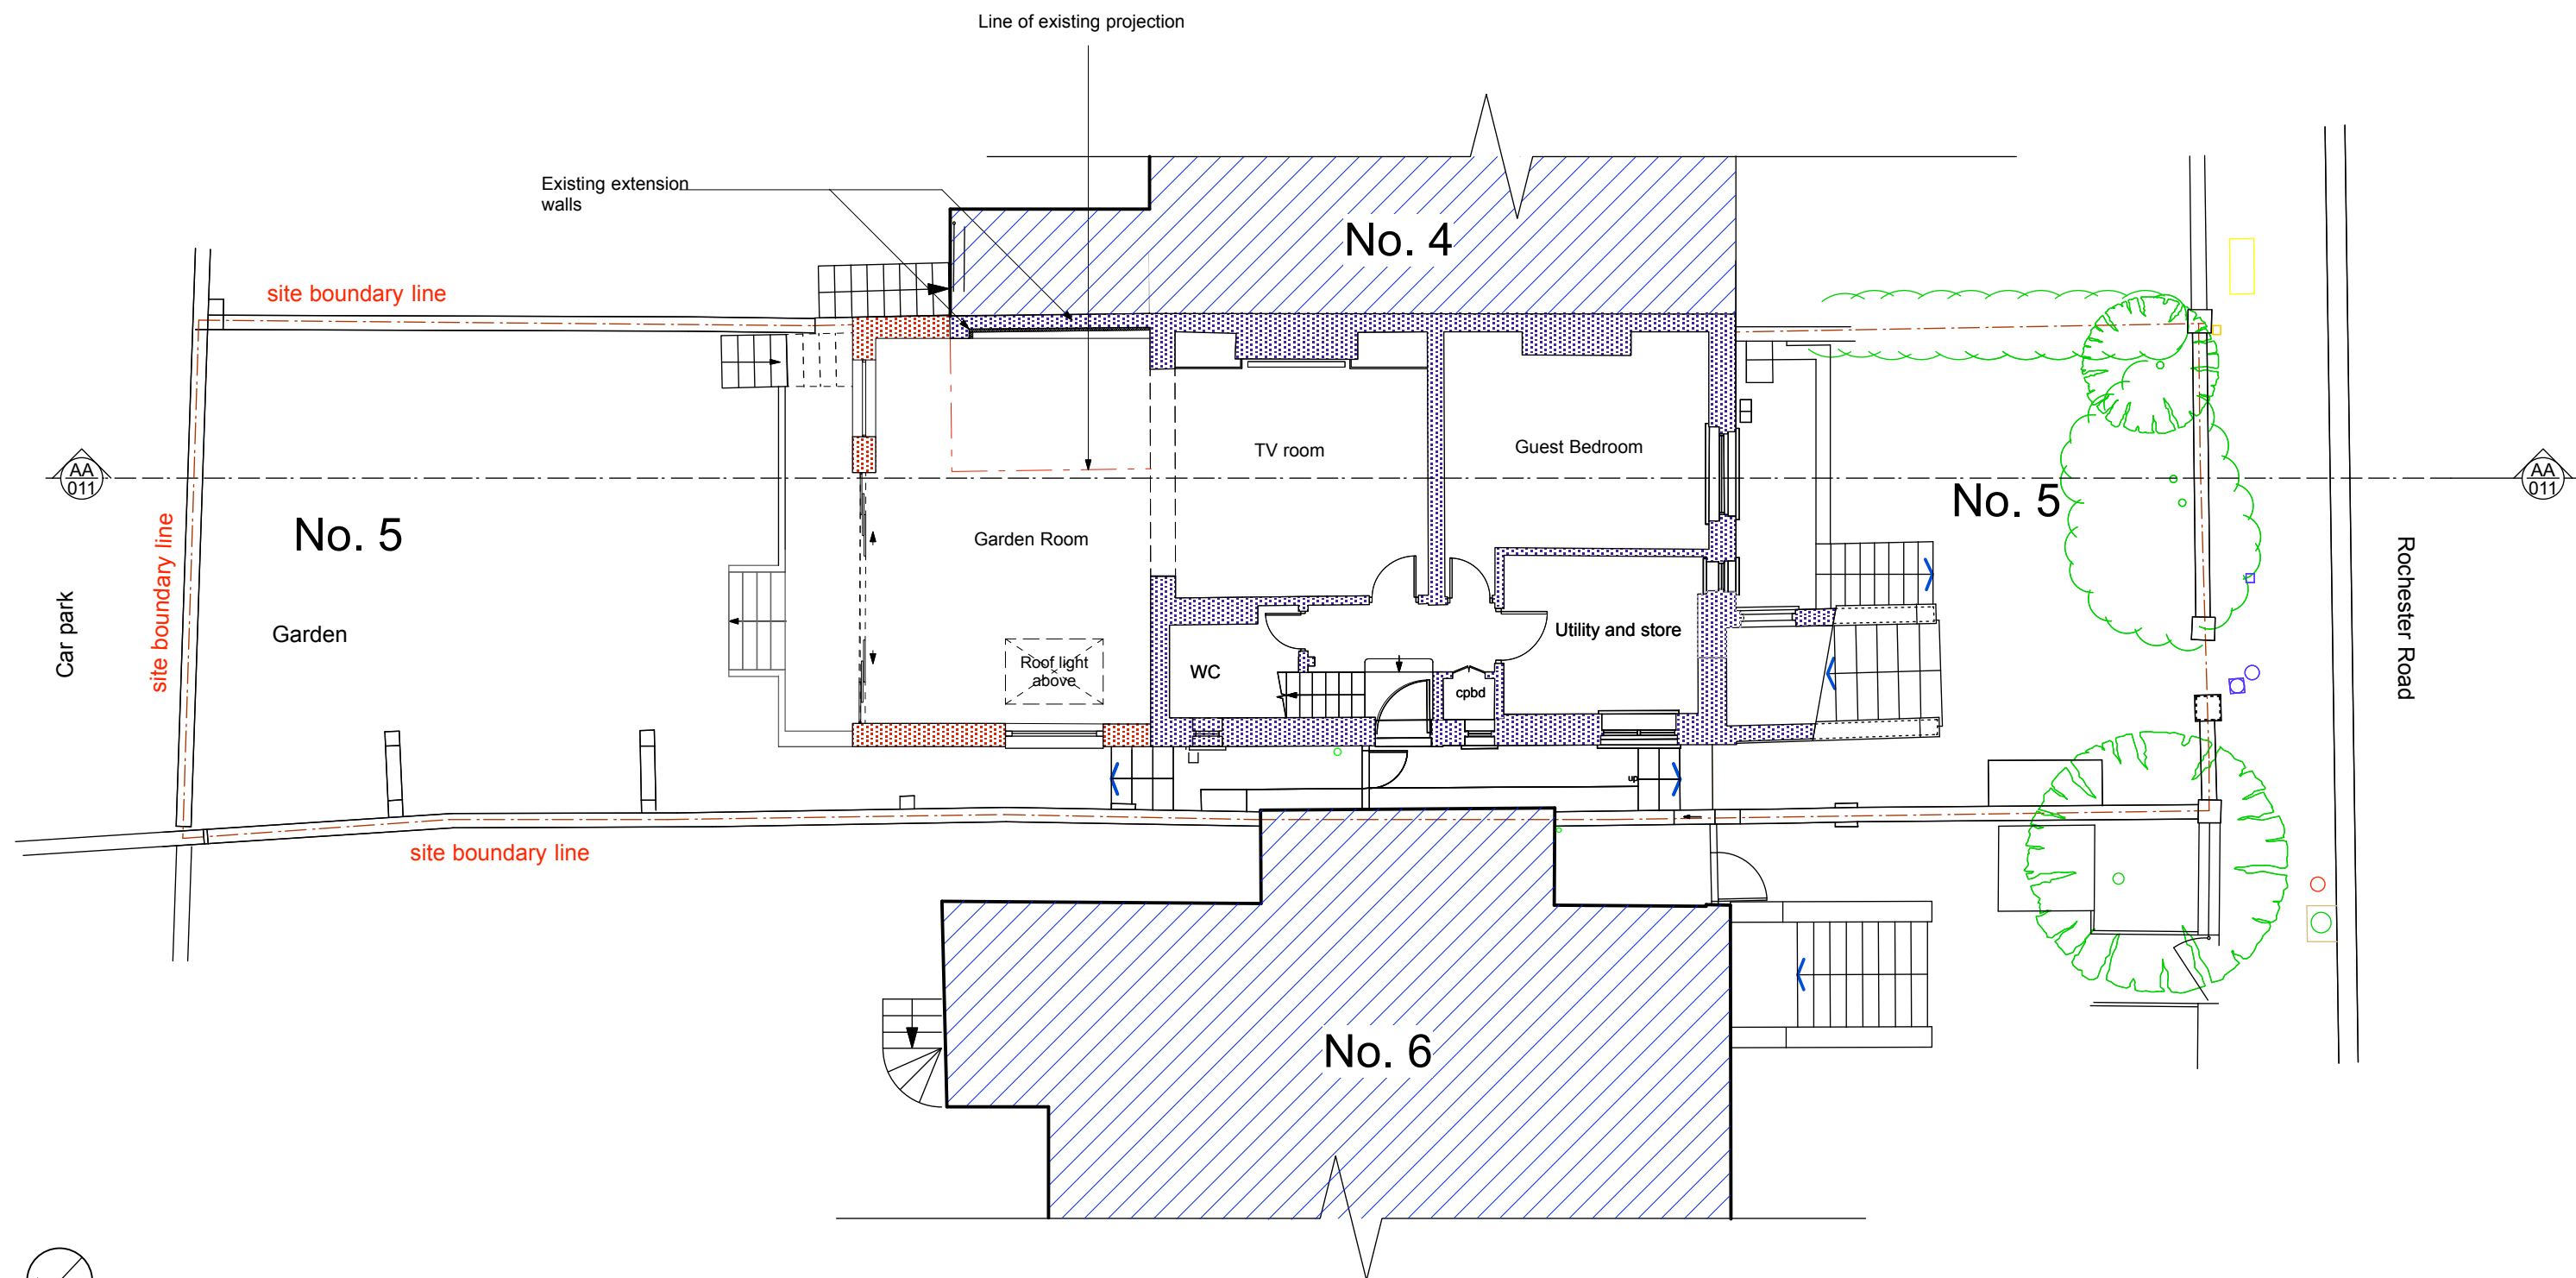 Line of existing projection
Existing extension
walls
No. 4
site boundary line
TV room
Guest Bedroom
AA
011
AA
011
No. 5
No. 5
site boundary line
Garden Room
Rochester Road
Car park
Garden
Utility and store
Roof light
above
WC
cpbd
up
site boundary line
No. 6